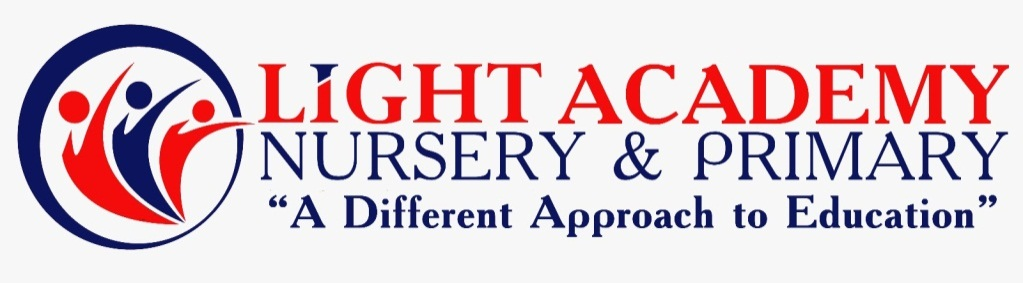 LIGHT ACADEMY
NURSERY & PRIMARY
“A Different Approach to Education”